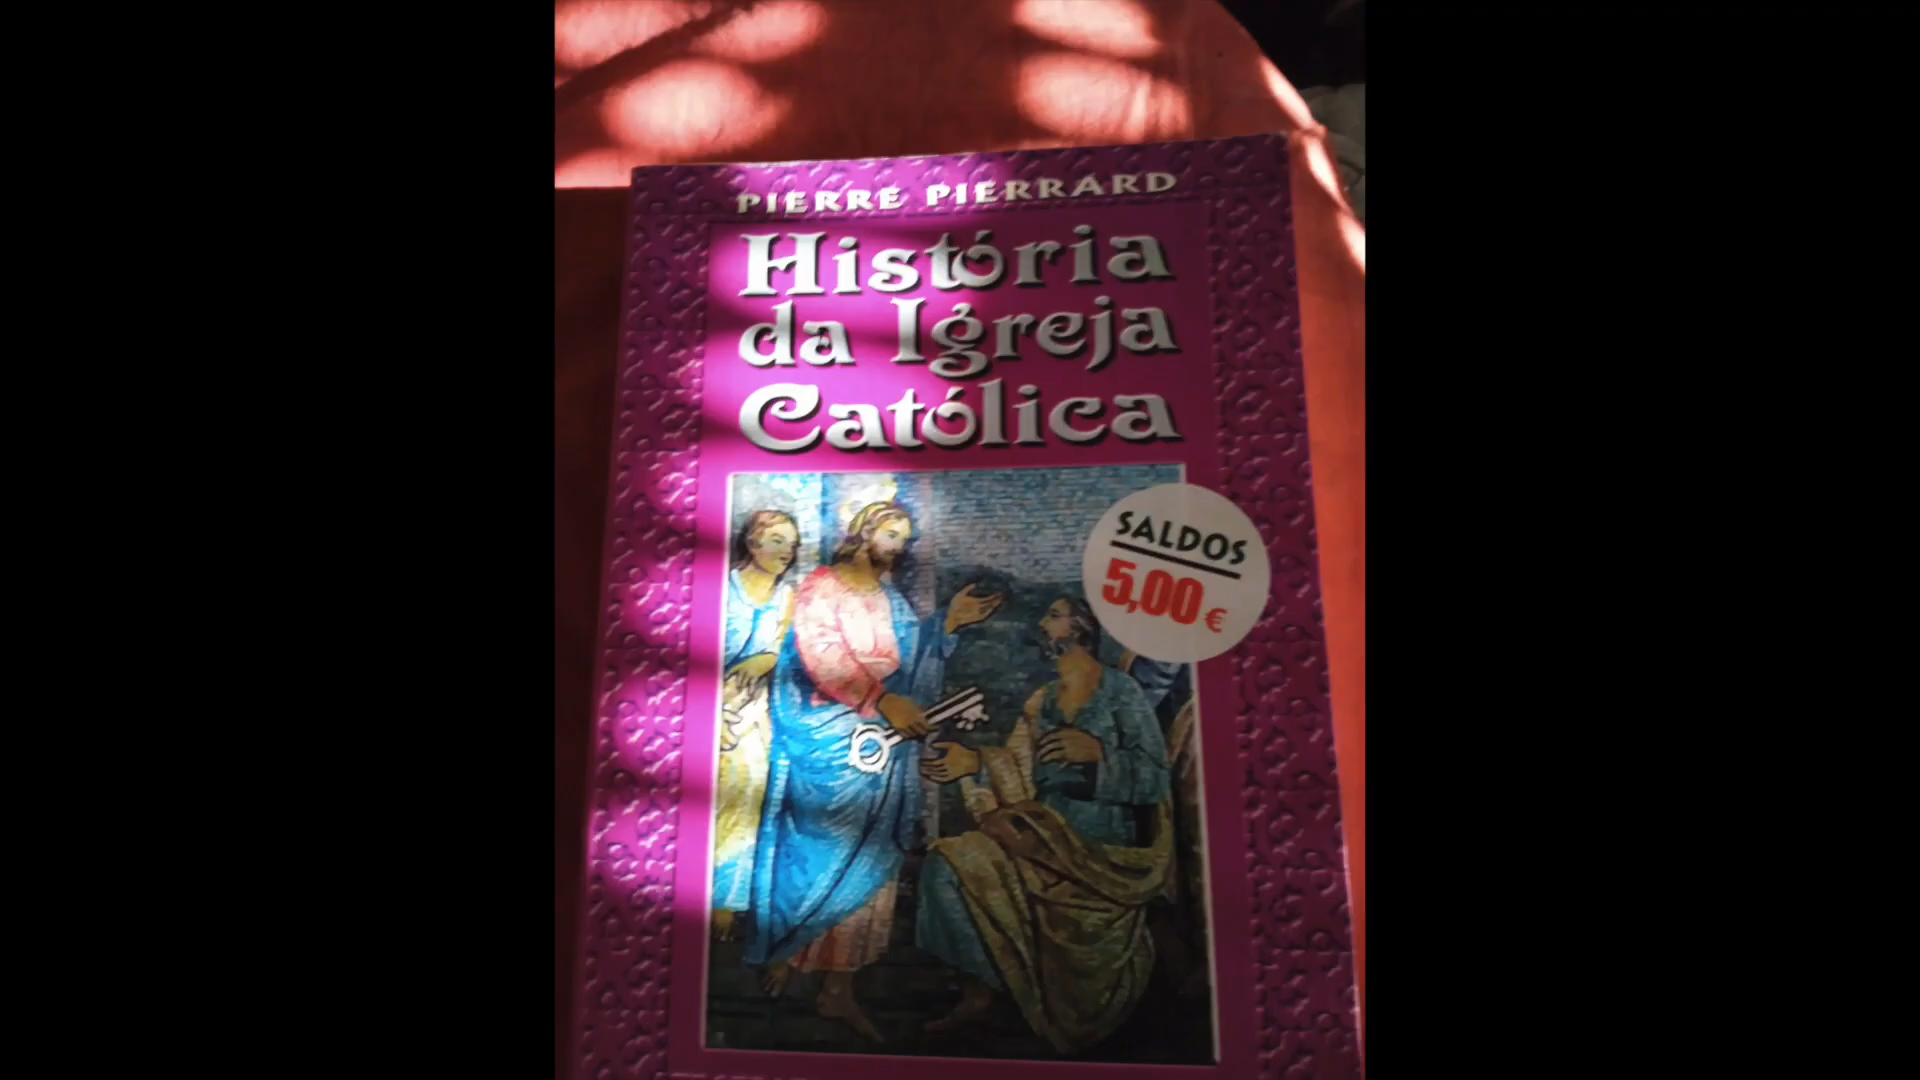 PIERRE PIERRARD
História
da Igreja
Católica
SALDOS
5,00 €